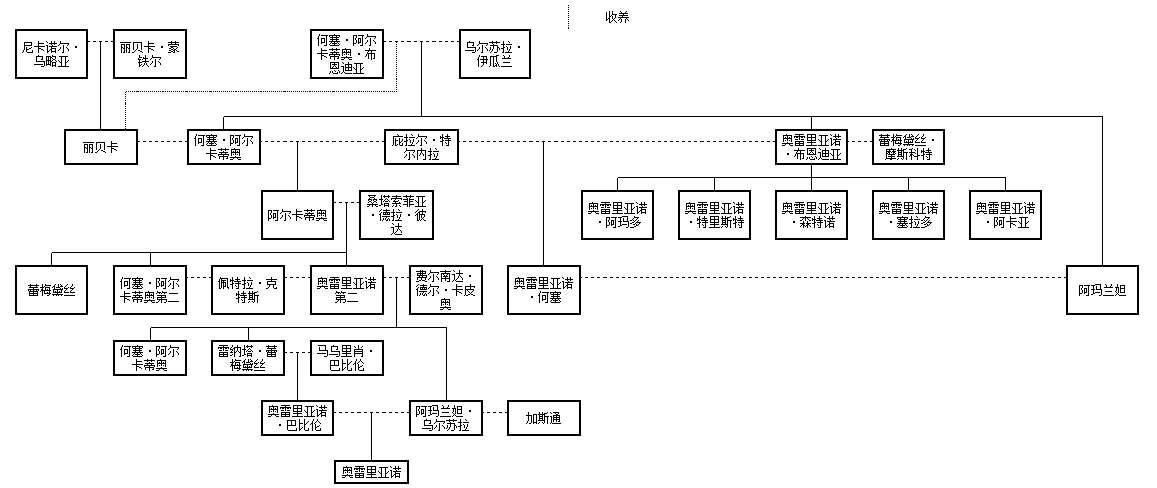 收养
尼卡诺尔·
乌略亚
丽贝卡·蒙
铁尔
何塞·阿尔
卡蒂奥·布
恩迪亚
乌尔苏拉·
伊瓜兰
丽贝卡
何塞·阿尔
卡蒂奥
庇拉尔·特
尔内拉
奥雷里亚诺
·布恩迪亚
蕾梅黛丝·
摩斯科特
阿尔卡蒂奥
桑塔索菲亚
·德拉·彼
达
奥雷里亚诺
·阿玛多
奥雷里亚诺
·特里斯特
奥雷里亚诺
·森特诺
奥雷里亚诺
·塞拉多
奥雷里亚诺
·阿卡亚
蕾梅黛丝
何塞·阿尔
卡蒂奥第二
佩特拉·克
特斯
奥雷里亚诺
第二
费尔南达·
德尔·卡皮
奥
奥雷里亚诺
·何塞
阿玛兰妲
何塞·阿尔
卡蒂奥
雷纳塔·蕾
梅黛丝
马乌里肖·
巴比伦
奥雷里亚诺
·巴比伦
阿玛兰妲·
乌尔苏拉
加斯通
奥雷里亚诺